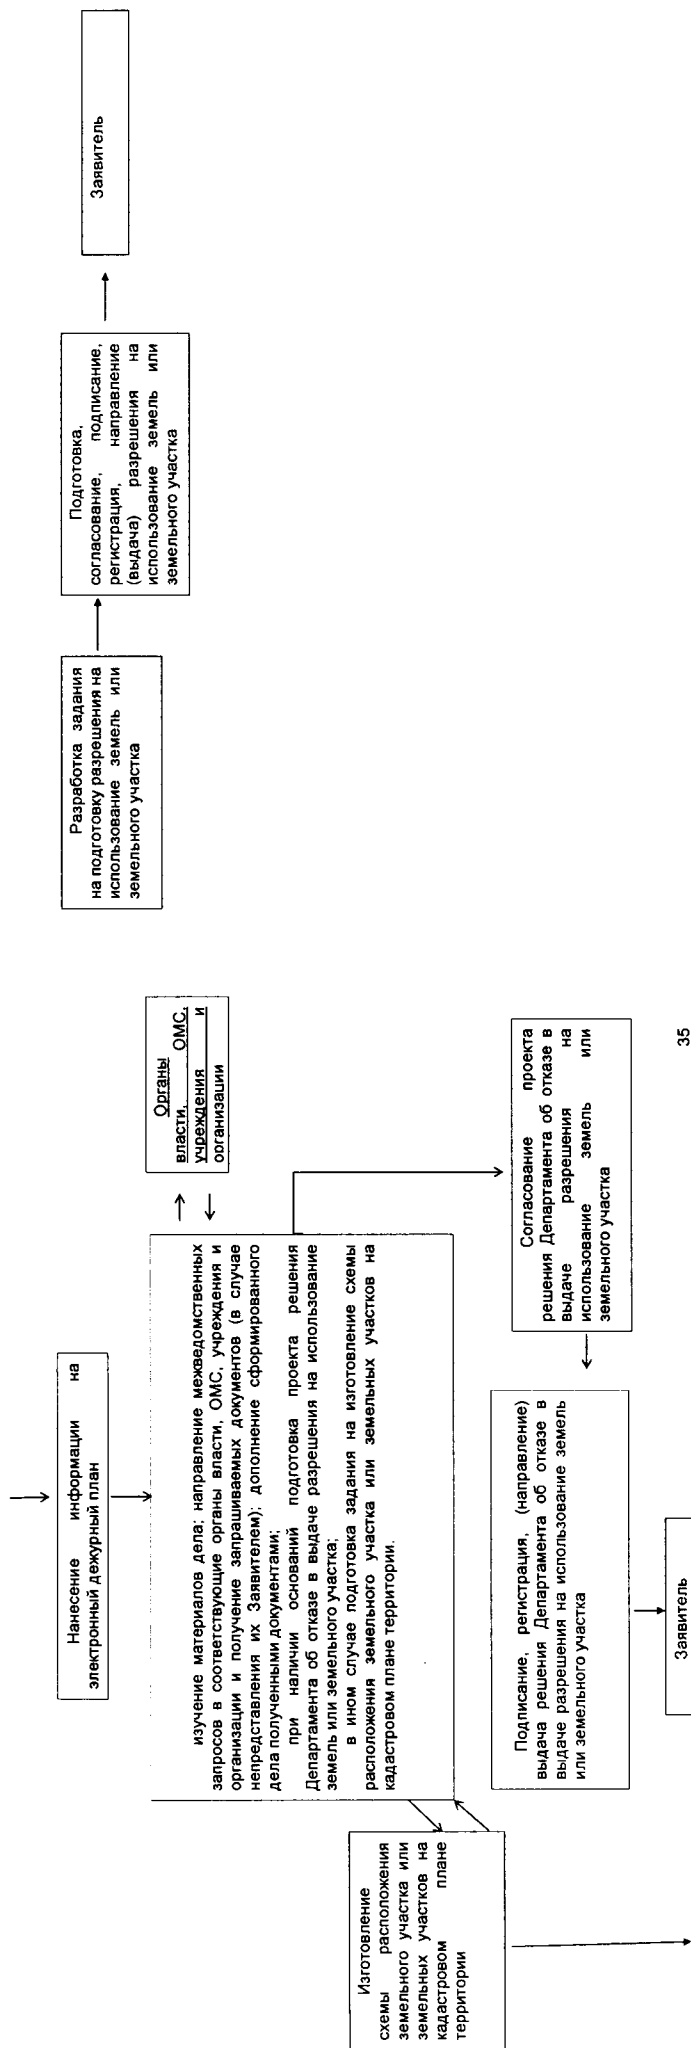 Нанесение информации на
электронный дежурный план
изучение материалов дела; направление межведомственных
запросов в соответствующие органы власти, ОМС, учреждения и
организации и получение запрашиваемых документов (в случае
непредставления их Заявителем); дополнение сформированного
дела полученными документами;
при наличии оснований подготовка проекта решения
Департамента об отказе в выдаче разрешения на использование
земель или земельного участка;
в ином случае подготовка задания на изготовление схемы
расположения земельного участка или земельных участков на
кадастровом плане территории.
Органы
власти, ОМС,
учреждения и
организации
Изготовление
схемы расположения
земельного участка или
земельных участков на
кадастровом плане
территории
Согласование проекта
решения Департамента об отказе в
выдаче разрешения на
использование земель или
земельного участка
Подписание, регистрация, (направление)
выдача решения Департамента об отказе в
выдаче разрешения на использование земель
или земельного участка
Заявитель
Разработка задания
на подготовку разрешения на
использование земель или
земельного участка
Подготовка,
согласование, подписание,
регистрация, направление
(выдача) разрешения на
использование земель или
земельного участка
Заявитель
35